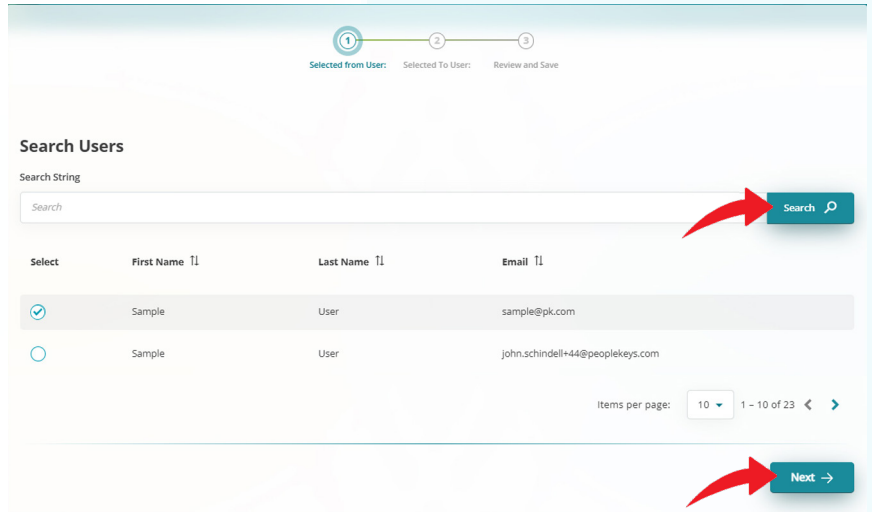 1 2 3
Selected from User: Selected To User: Review and Save
Search Users
Search String
Search Search
Select First Name Last Name Email
Sample User sample@pk.com
Sample User john.schindell+44@peoplekeys.com
Items per page: 10 1 – 10 of 23
Next